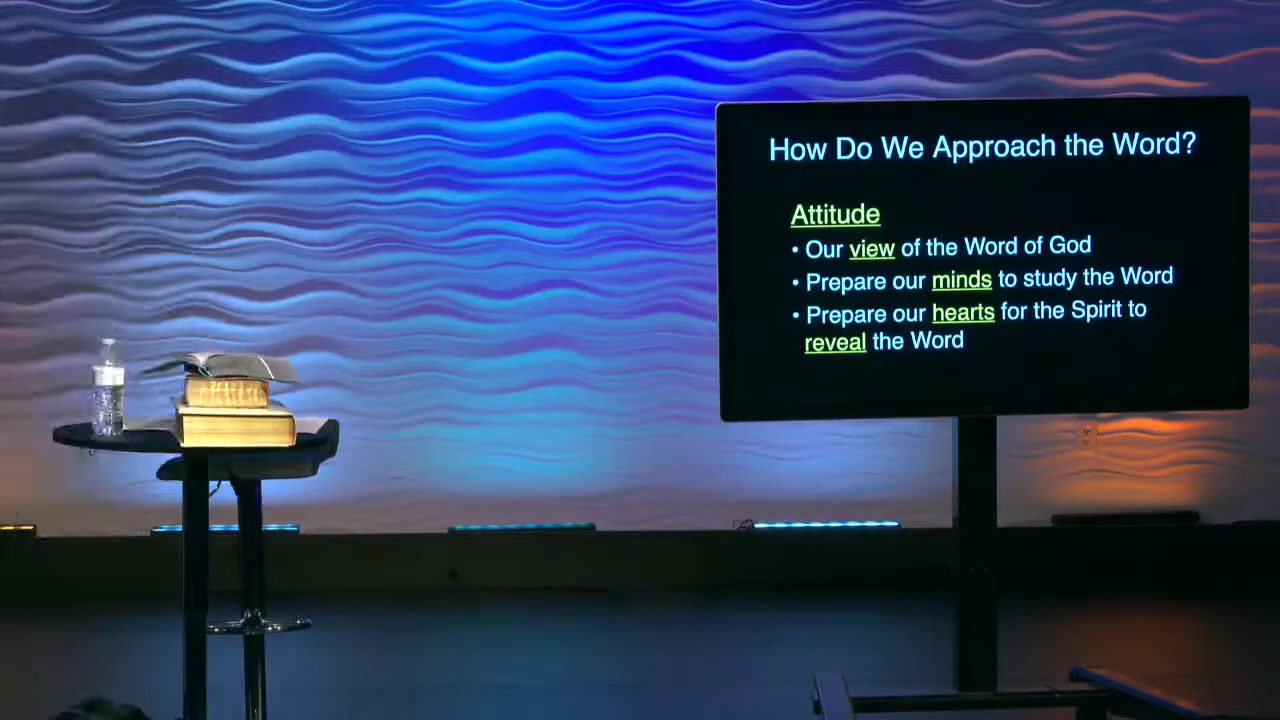 How Do We Approach the Word?
Attitude
• Our view of the Word of God
• Prepare our minds to study the Word
• Prepare our hearts for the Spirit to
reveal the Word